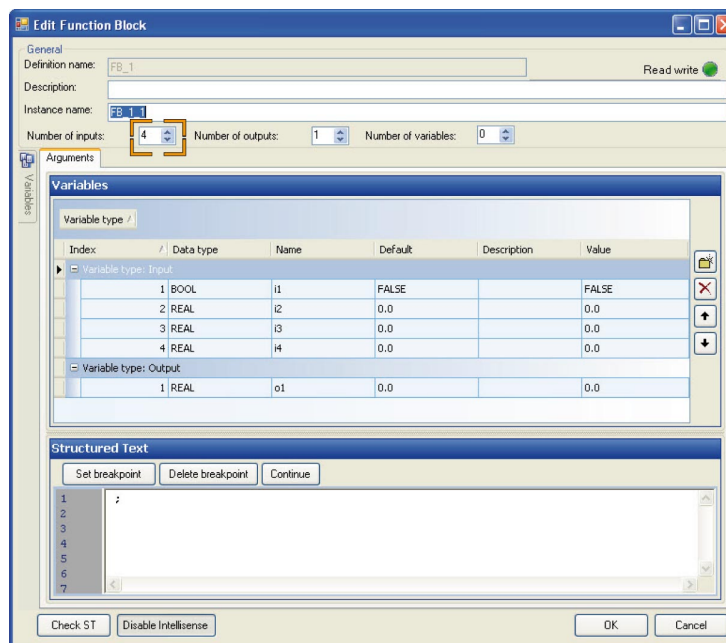 Edit Function Block
General
Definition name: FB_1 Read write
Description:
Instance name: FB_1_1
Number of inputs: 4 Number of outputs: 1 Number of variables: 0
Variables
Arguments
Variables
Variable type
Index Data type Name Default Description Value
Variable type: Input
1 BOOL i1 FALSE FALSE
2 REAL i2 0.0 0.0
3 REAL i3 0.0 0.0
4 REAL i4 0.0 0.0
Variable type: Output
1 REAL o1 0.0 0.0
Structured Text
Set breakpoint Delete breakpoint Continue
1 ;
2
3
4
5
6
7
Check ST Disable Intellisense OK Cancel